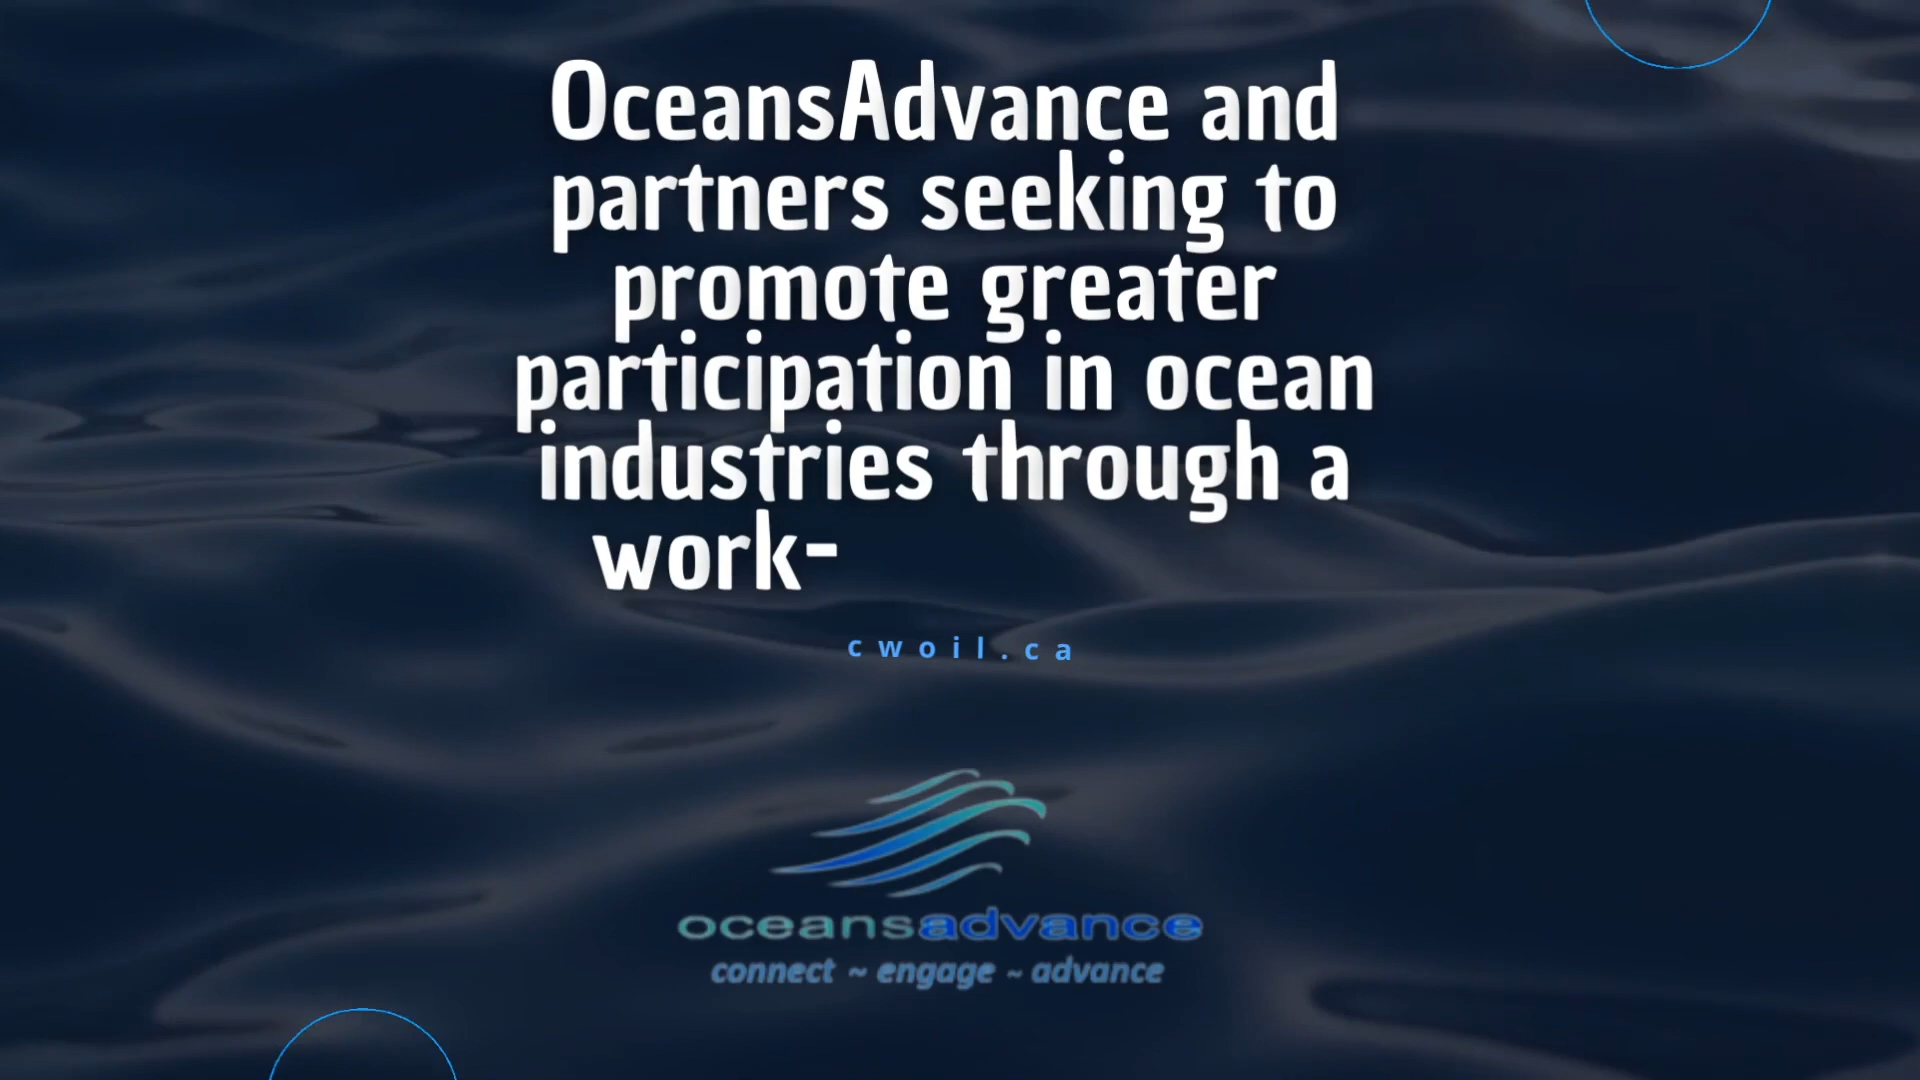 OceansAdvance and
partners seeking to
promote greater
participation in ocean
industries through a
work-
cwoil.ca
oceansadvance
connect ~ engage ~ advance